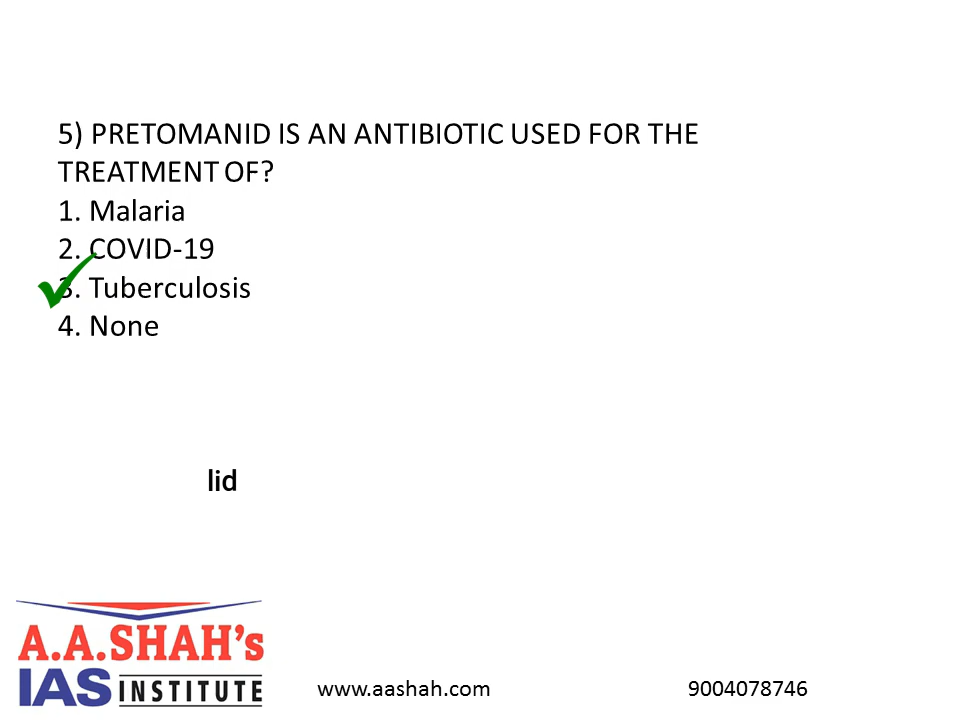 5) PRETOMANID IS AN ANTIBIOTIC USED FOR THE
TREATMENT OF?
1. Malaria
2. COVID-19
3. Tuberculosis
4. None
lid
A.A.SHAH's
IAS INSTITUTE
www.aashah.com 9004078746